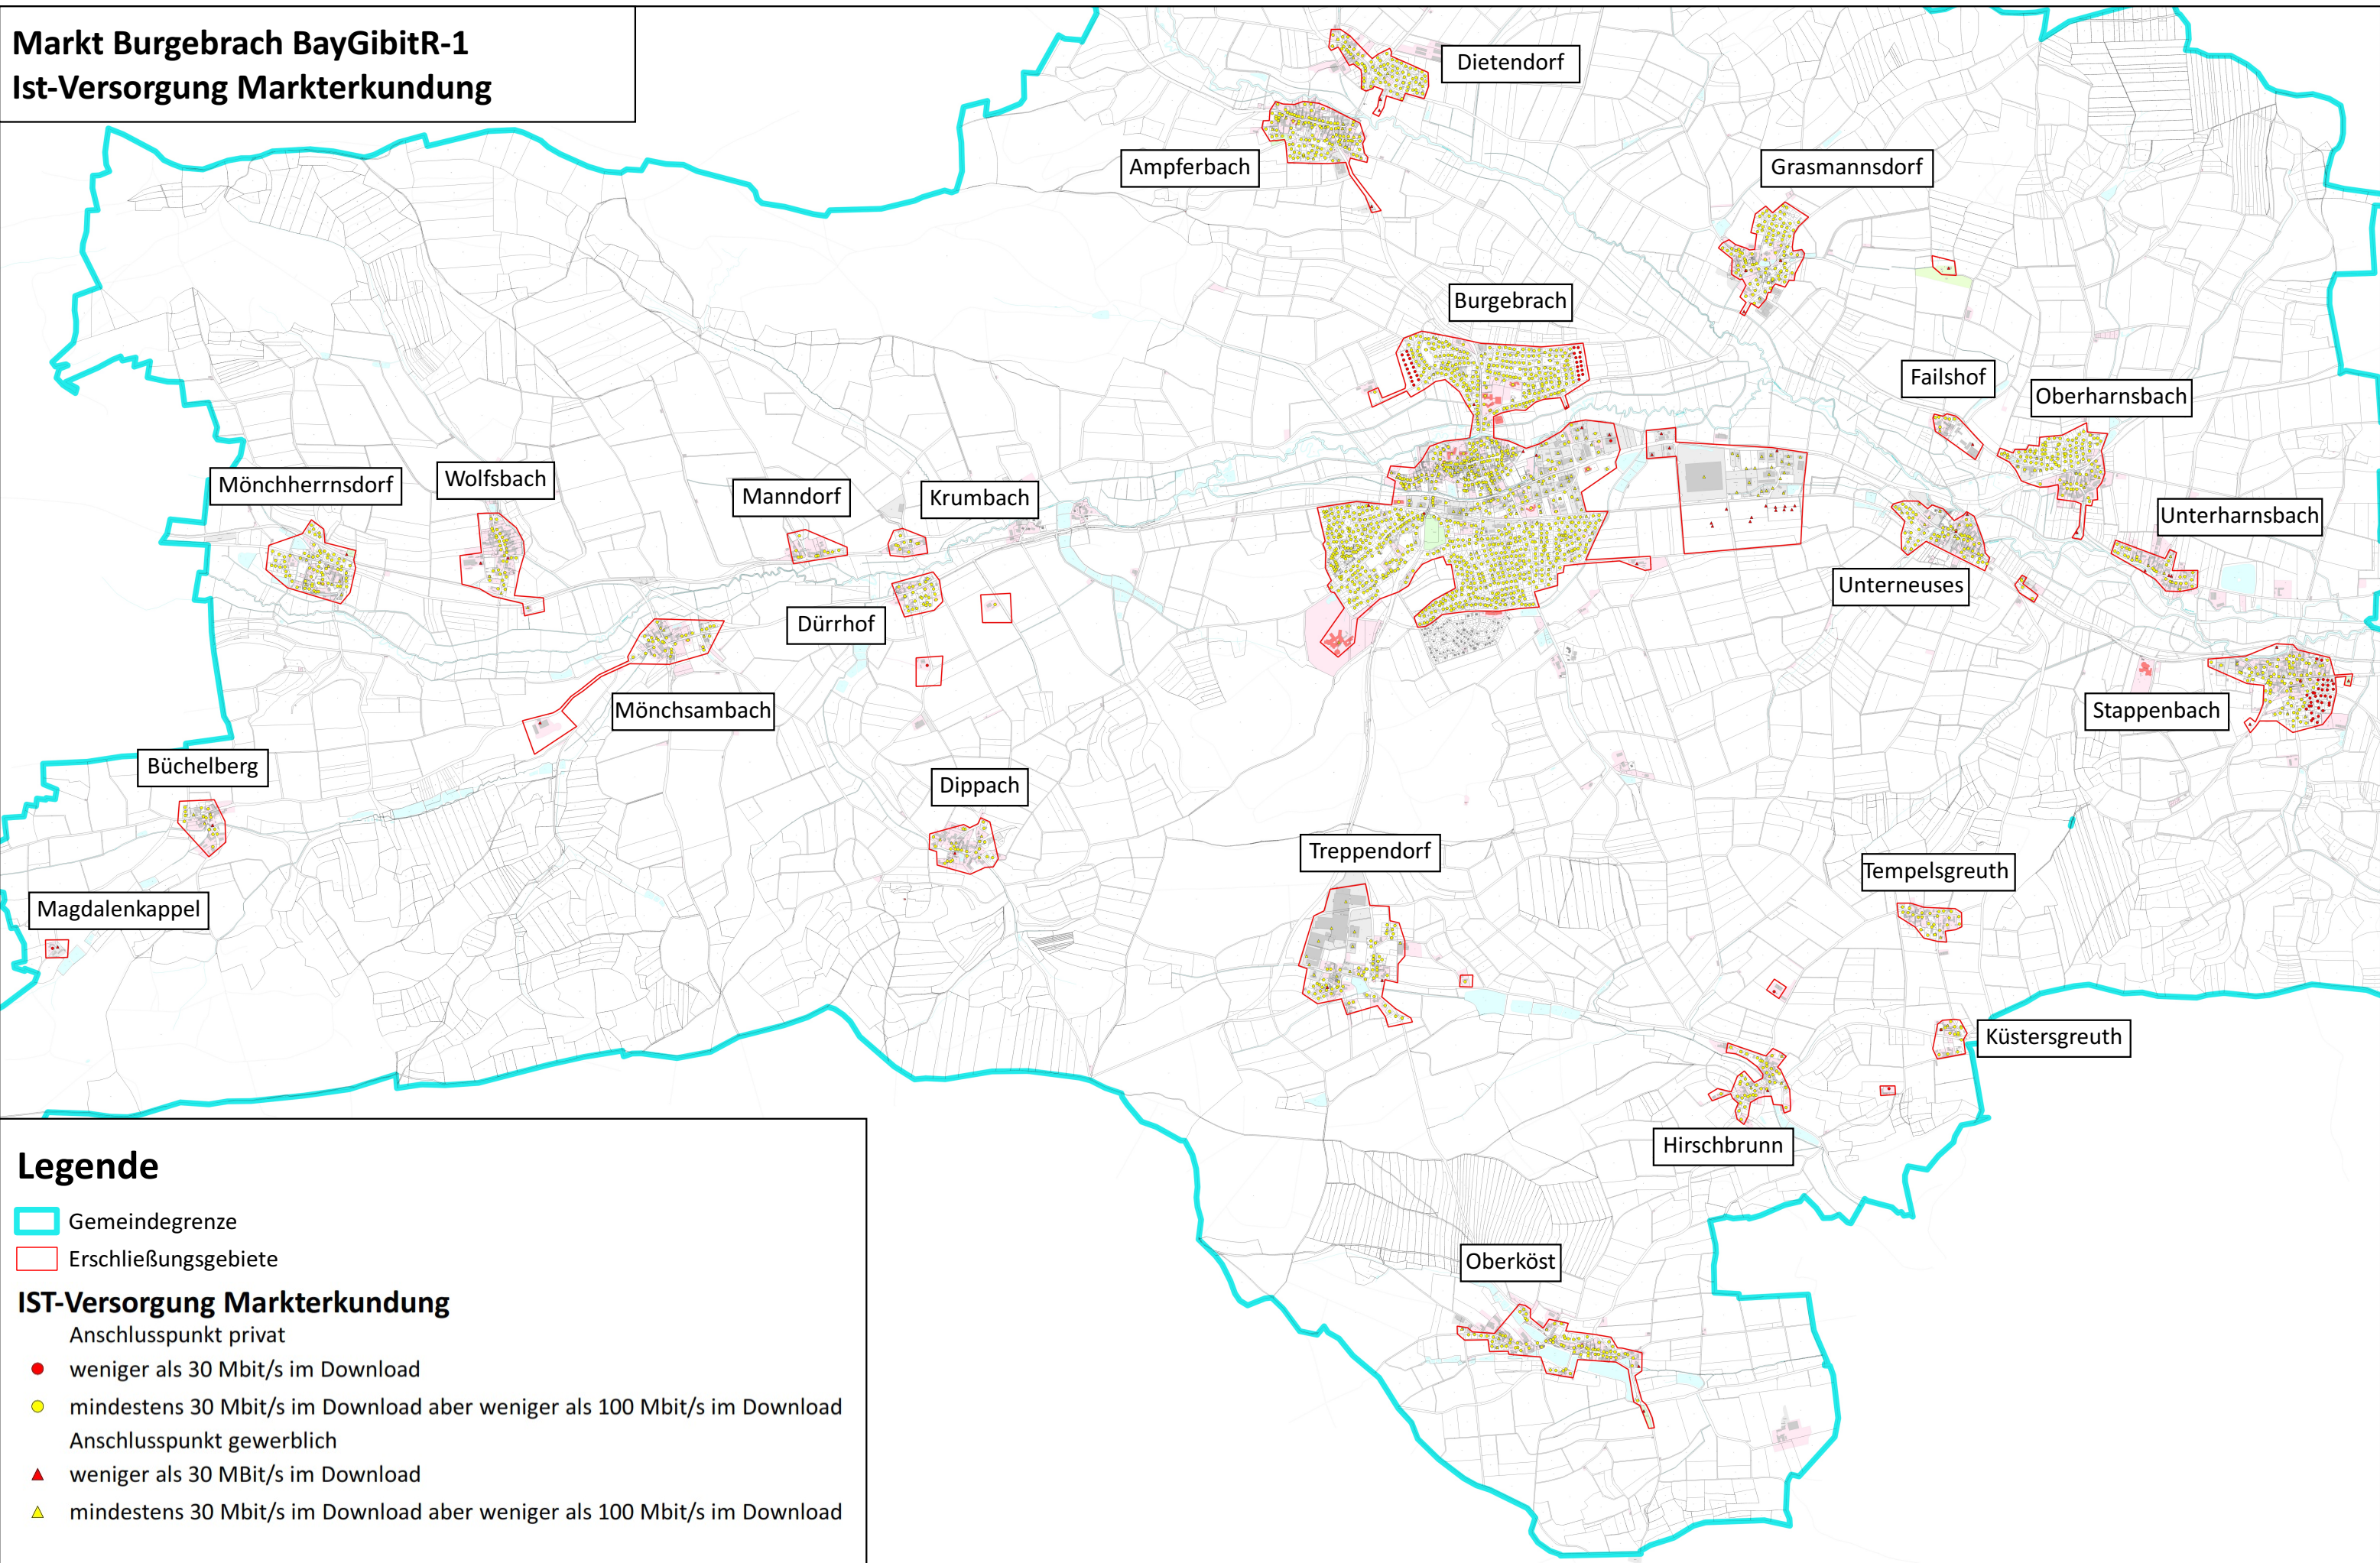 Markt Burgebrach BayGibitR-1
Ist-Versorgung Markterkundung
Dietendorf
Ampferbach
Grasmannsdorf
Burgebrach
Failshof
Oberharnsbach
Mönchherrnsdorf
Wolfsbach
Manndorf
Krumbach
Unterharnsbach
Unterneuses
Dürrhof
Mönchsambach
Stappenbach
Büchelberg
Dippach
Treppendorf
Tempelsgreuth
Magdalenkappel
Küstersgreuth
Hirschbrunn
Oberköst
Legende
Gemeindegrenze
Erschließungsgebiete
IST-Versorgung Markterkundung
Anschlusspunkt privat
weniger als 30 Mbit/s im Download
mindestens 30 Mbit/s im Download aber weniger als 100 Mbit/s im Download
Anschlusspunkt gewerblich
weniger als 30 MBit/s im Download
mindestens 30 Mbit/s im Download aber weniger als 100 Mbit/s im Download